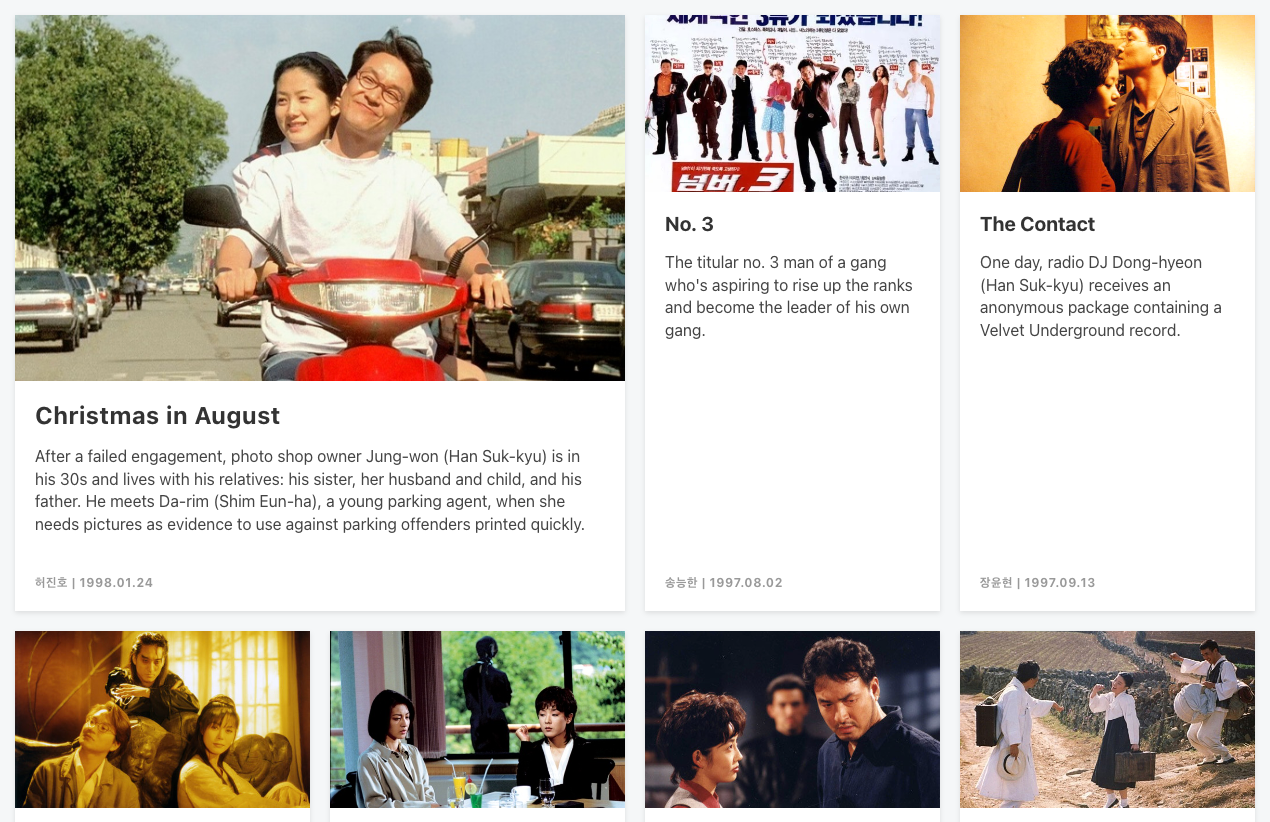 Christmas in August
After a failed engagement, photo shop owner Jung-won (Han Suk-kyu) is in
his 30s and lives with his relatives: his sister, her husband and child, and his
father. He meets Da-rim (Shim Eun-ha), a young parking agent, when she
needs pictures as evidence to use against parking offenders printed quickly.
허진호 | 1998.01.24
넘버.3
No. 3
The titular no. 3 man of a gang
who's aspiring to rise up the ranks
and become the leader of his own
gang.
송능한 | 1997.08.02
The Contact
One day, radio DJ Dong-hyeon
(Han Suk-kyu) receives an
anonymous package containing a
Velvet Underground record.
장윤현 | 1997.09.13